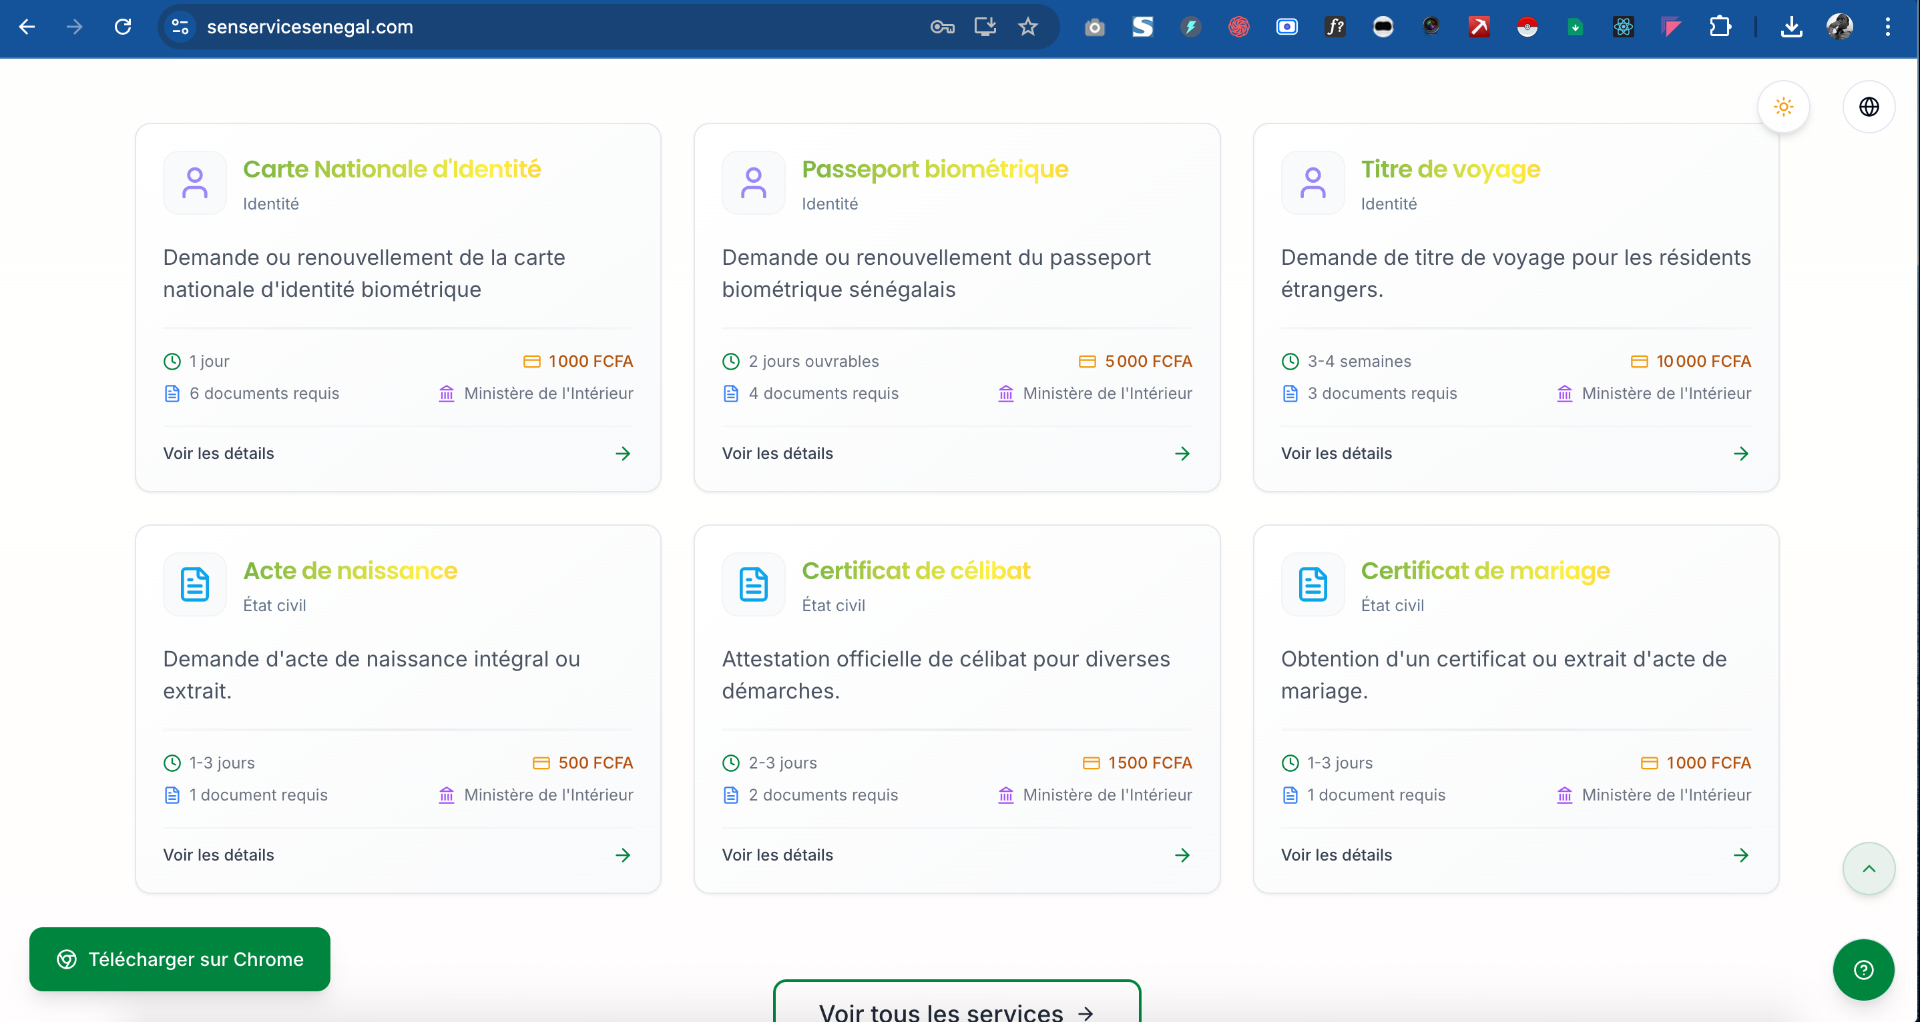 senservicesenegal.com
Carte Nationale d'Identité
Identité
Demande ou renouvellement de la carte
nationale d'identité biométrique
1 jour
1 000 FCFA
6 documents requis
Ministère de l'Intérieur
Voir les détails
Passeport biométrique
Identité
Demande ou renouvellement du passeport
biométrique sénégalais
2 jours ouvrables
5 000 FCFA
4 documents requis
Ministère de l'Intérieur
Voir les détails
Titre de voyage
Identité
Demande de titre de voyage pour les résidents
étrangers.
3-4 semaines
10 000 FCFA
3 documents requis
Ministère de l'Intérieur
Voir les détails
Acte de naissance
État civil
Demande d'acte de naissance intégral ou
extrait.
1-3 jours
500 FCFA
1 document requis
Ministère de l'Intérieur
Voir les détails
Certificat de célibat
État civil
Attestation officielle de célibat pour diverses
démarches.
2-3 jours
1 500 FCFA
2 documents requis
Ministère de l'Intérieur
Voir les détails
Certificat de mariage
État civil
Obtention d'un certificat ou extrait d'acte de
mariage.
1-3 jours
1 000 FCFA
1 document requis
Ministère de l'Intérieur
Voir les détails
Télécharger sur Chrome
Voir tous les services